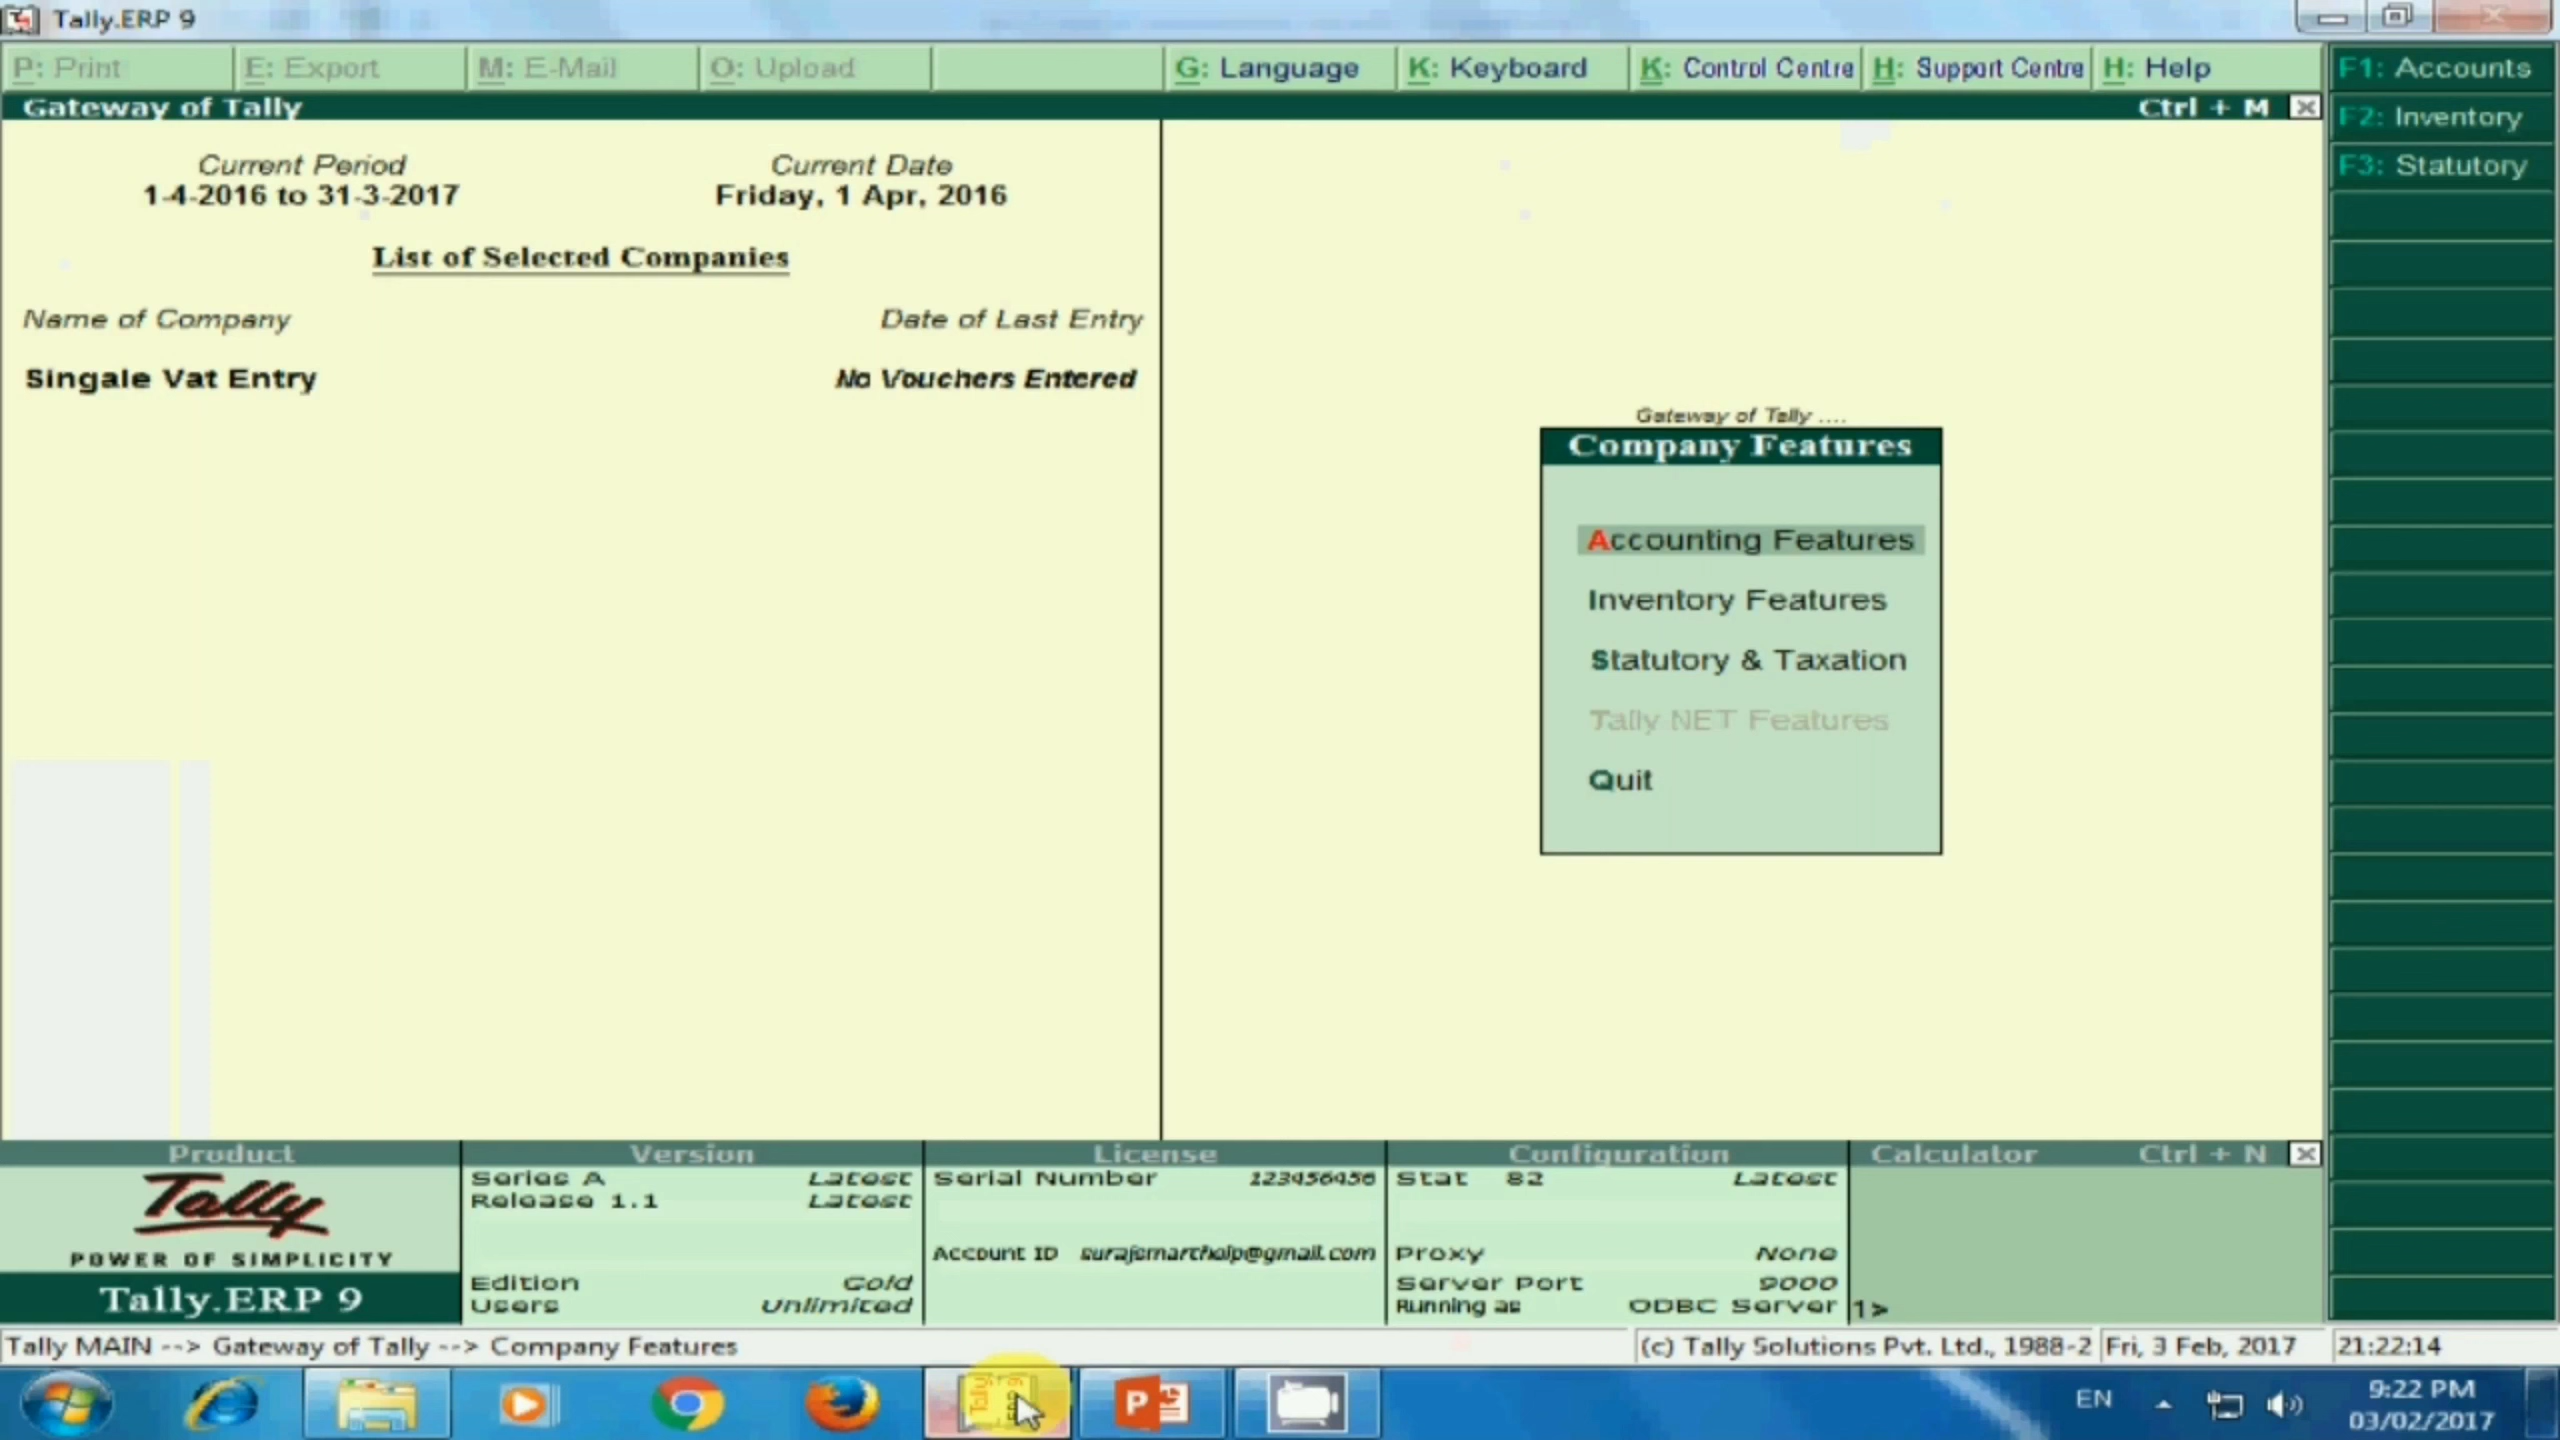 Tally.ERP 9
P: Print E: Export M: E-Mail O: Upload G: Language K: Keyboard K: Control Centre H: Support Centre H: Help
F1: Accounts
F2: Inventory
F3: Statutory
Gateway of Tally Ctrl + M
Current Period Current Date
1-4-2016 to 31-3-2017 Friday, 1 Apr, 2016
List of Selected Companies
Name of Company Date of Last Entry
Singale Vat Entry No Vouchers Entered
Gateway of Tally ....
Company Features
Accounting Features
Inventory Features
Statutory & Taxation
Tally.NET Features
Quit
Product Version License Configuration Calculator Ctrl + N
Tally
POWER OF SIMPLICITY
Tally.ERP 9
Series A Latest
Release 1.1 Latest
Edition Gold
Users Unlimited
Serial Number 123456456
Account ID surajsmarthelp@gmail.com
Stat 82 Latest
Proxy None
Server Port 9000
Running as ODBC Server
1>
Tally MAIN --> Gateway of Tally --> Company Features (c) Tally Solutions Pvt. Ltd., 1988-2 Fri, 3 Feb, 2017 21:22:14
EN 9:22 PM
03/02/2017